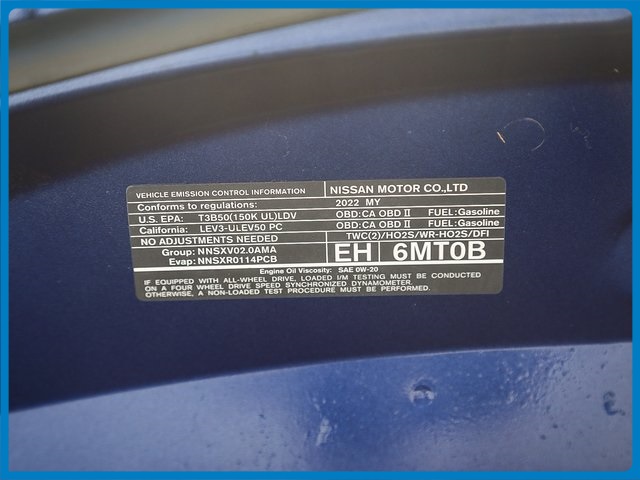 VEHICLE EMISSION CONTROL INFORMATION NISSAN MOTOR CO.,LTD
Conforms to regulations: 2022 MY
U.S. EPA: T3B50(150K UL)LDV OBD:CA OBD II FUEL:Gasoline
California: LEV3-ULEV50 PC OBD:CA OBD II FUEL:Gasoline
NO ADJUSTMENTS NEEDED TWC(2)/HO2S/WR-HO2S/DFI
Group: NNSXV02.0AMA EH 6MT0B
Evap: NNSXR0114PCB
Engine Oil Viscosity: SAE 0W-20
IF EQUIPPED WITH ALL-WHEEL DRIVE, LOADED I/M TESTING MUST BE CONDUCTED
ON A FOUR WHEEL DRIVE SPEED SYNCHRONIZED DYNAMOMETER.
OTHERWISE, A NON-LOADED TEST PROCEDURE MUST BE PERFORMED.